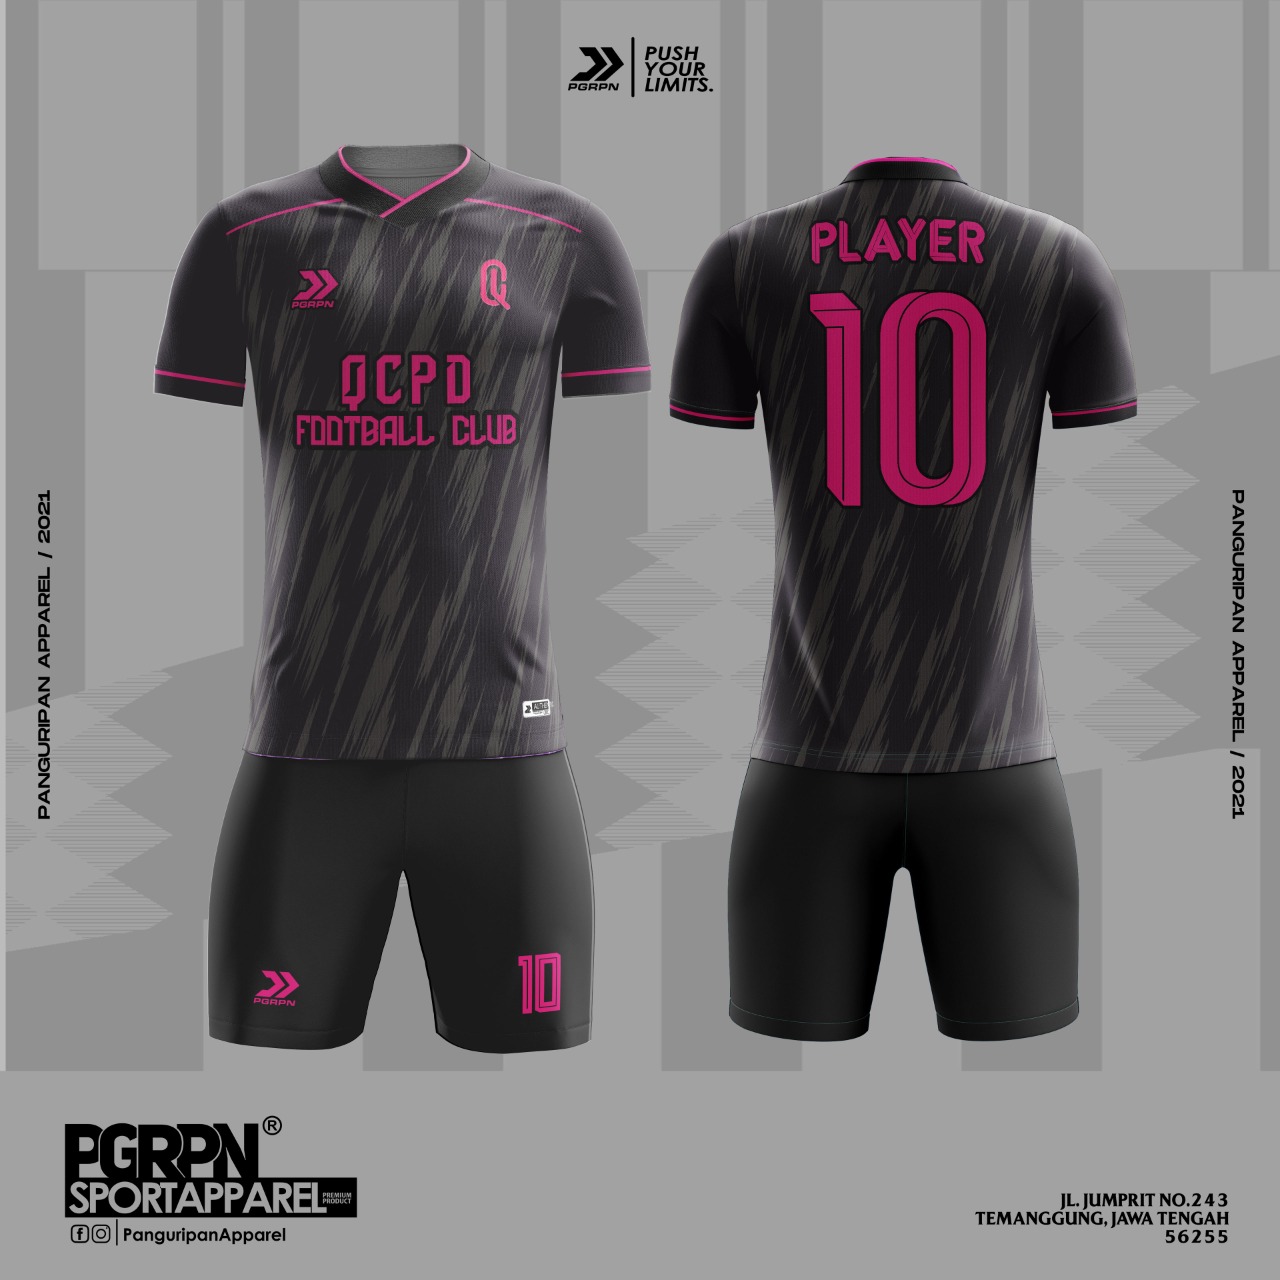 PGRPN
PUSH
YOUR
LIMITS.
PGRPN
Q
QCPD
FOOTBALL CLUB
PLAYER
10
PGRPN
10
PANGURIPAN APPAREL / 2021
PANGURIPAN APPAREL / 2021
PGRPN®
SPORTAPPAREL PREMIUM
PRODUCT
PanguripanApparel
JL. JUMPRIT NO.243
TEMANGGUNG, JAWA TENGAH
56255